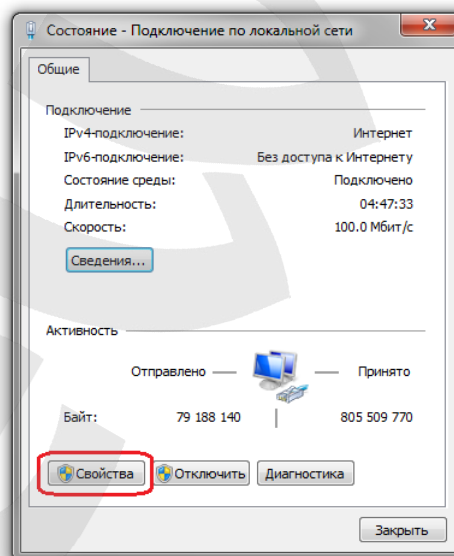 Состояние - Подключение по локальной сети
Общие
Подключение
IPv4-подключение: Интернет
IPv6-подключение: Без доступа к Интернету
Состояние среды: Подключено
Длительность: 04:47:33
Скорость: 100.0 Мбит/с
Сведения...
Активность
Отправлено — — Принято
Байт: 79 188 140 | 805 509 770
Свойства Отключить Диагностика
Закрыть